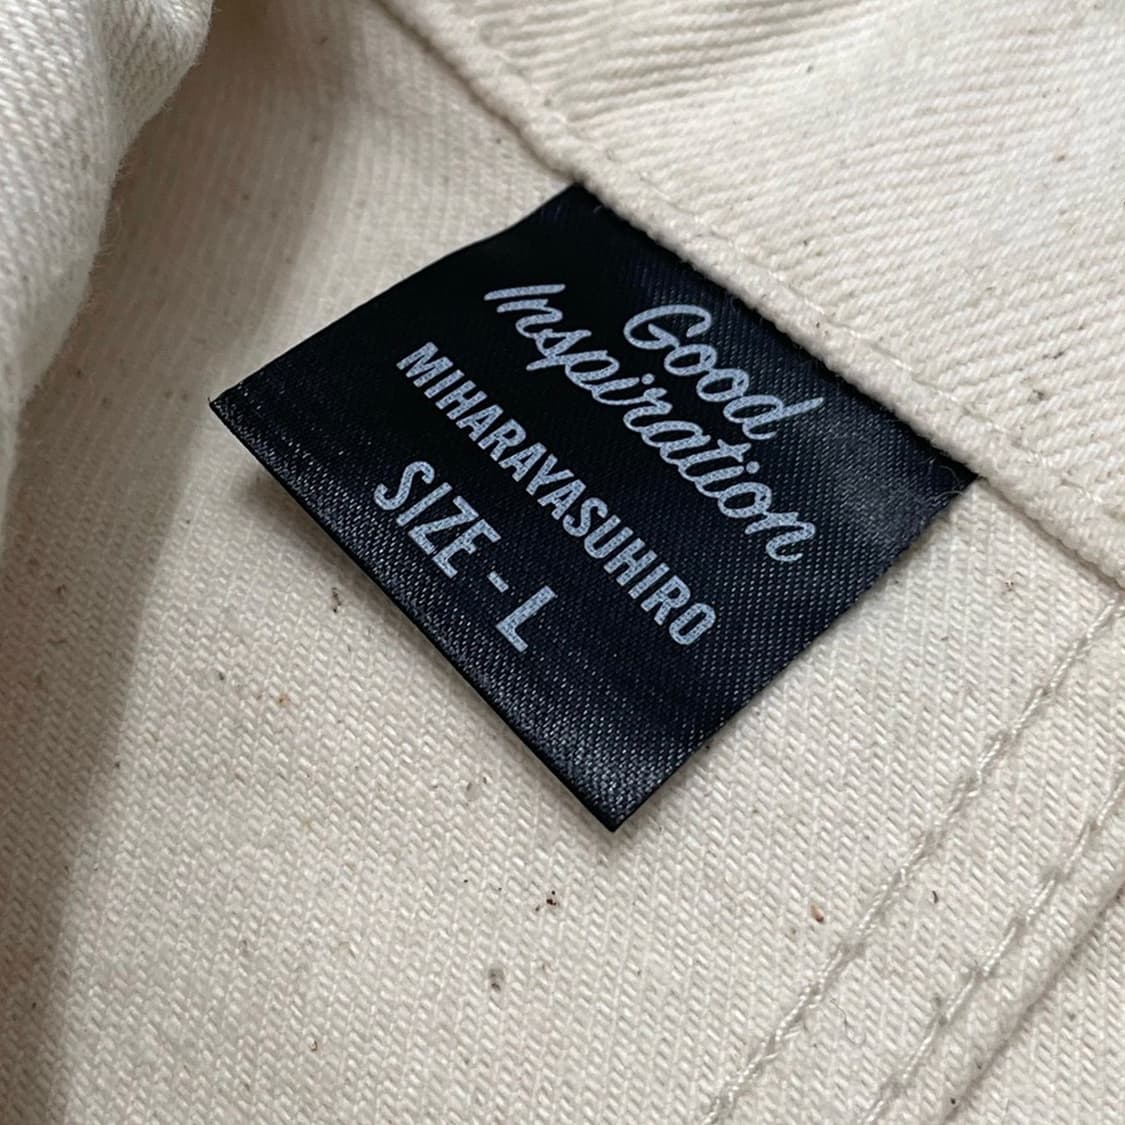 Good
Inspiration
MIHARAYASUHIRO
SIZE - L